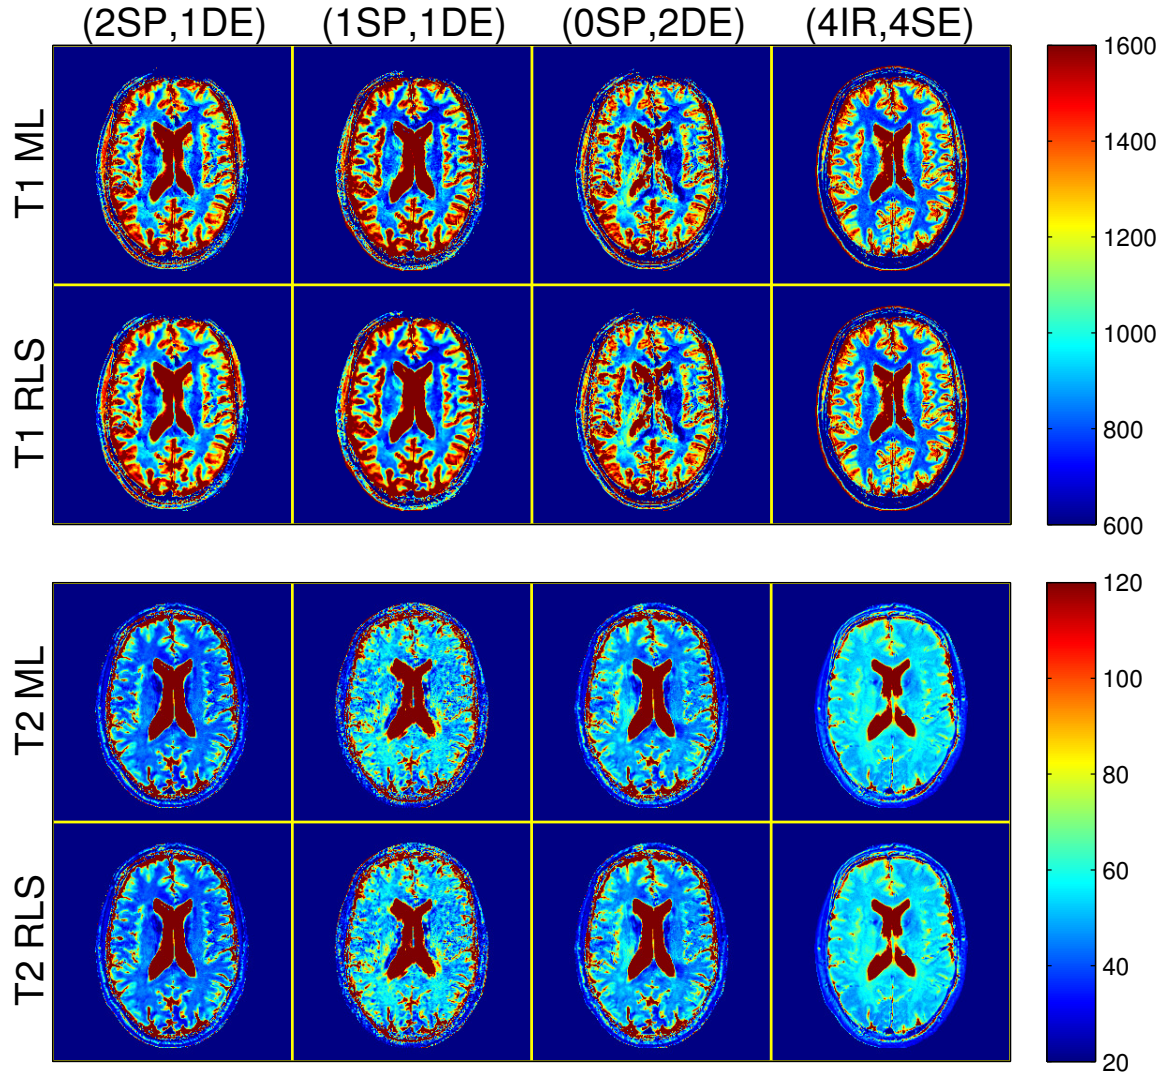 (2SP,1DE) (1SP,1DE) (0SP,2DE) (4IR,4SE)
T1 ML
T1 RLS
1600
1400
1200
1000
800
600
T2 ML
T2 RLS
120
100
80
60
40
20